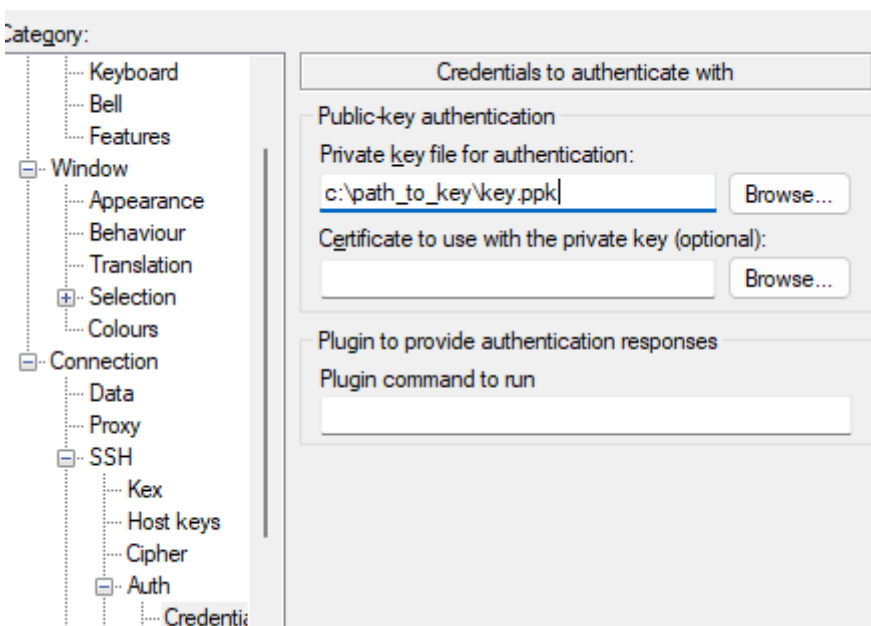 Category:
Keyboard
Bell
Features
Window
Appearance
Behaviour
Translation
Selection
Colours
Connection
Data
Proxy
SSH
Kex
Host keys
Cipher
Auth
Credentia
Credentials to authenticate with
Public-key authentication
Private key file for authentication:
c:\path_to_key\key.ppk
Browse...
Certificate to use with the private key (optional):
Browse...
Plugin to provide authentication responses
Plugin command to run